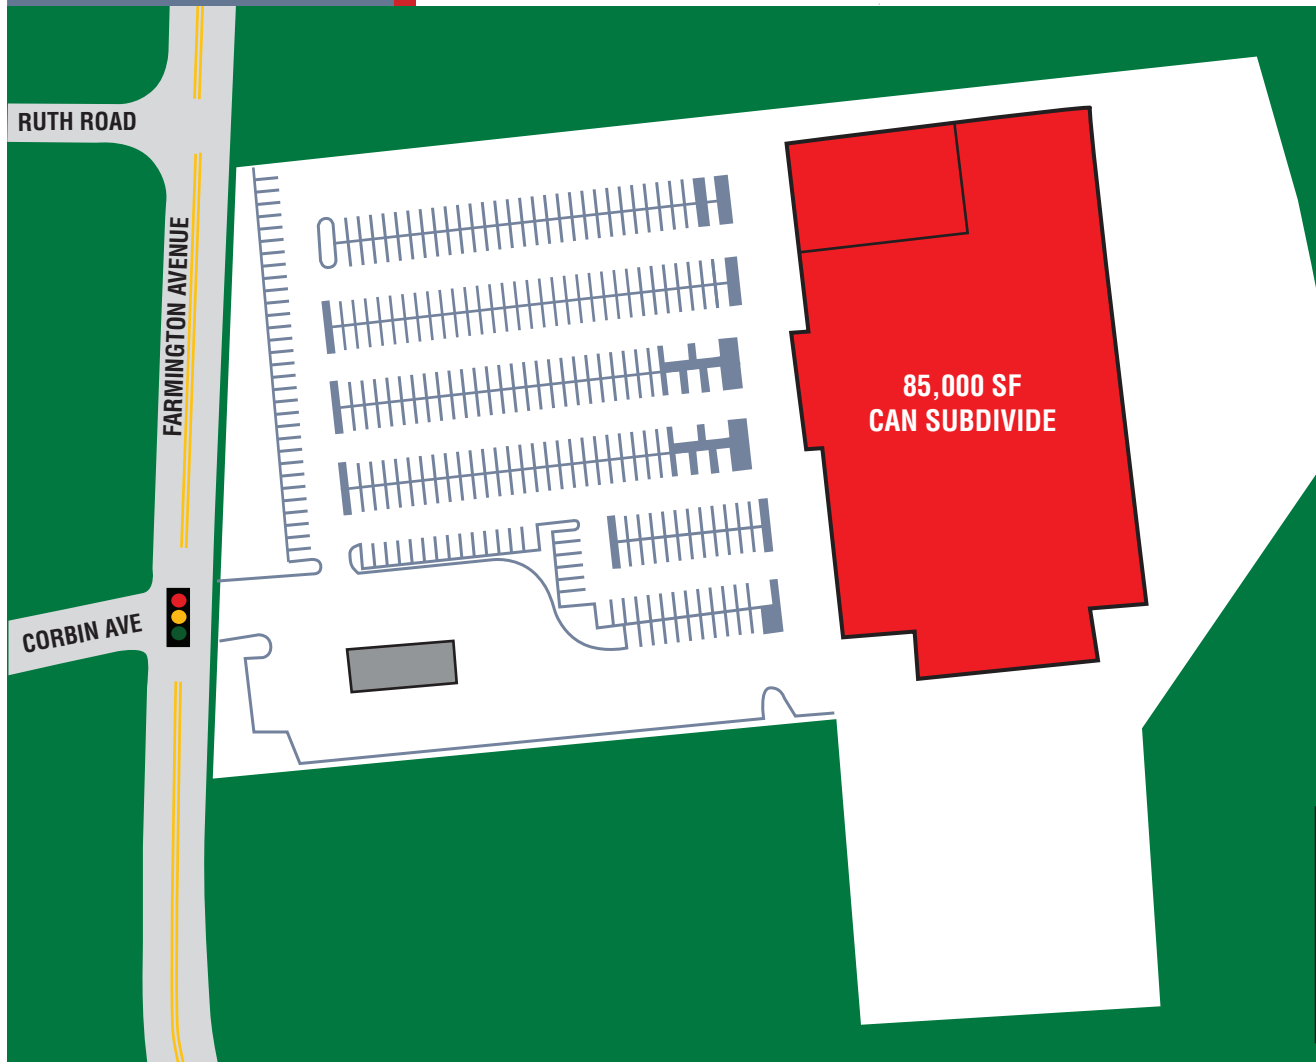 RUTH ROAD
FARMINGTON AVENUE
85,000 SF
CAN SUBDIVIDE
CORBIN AVE